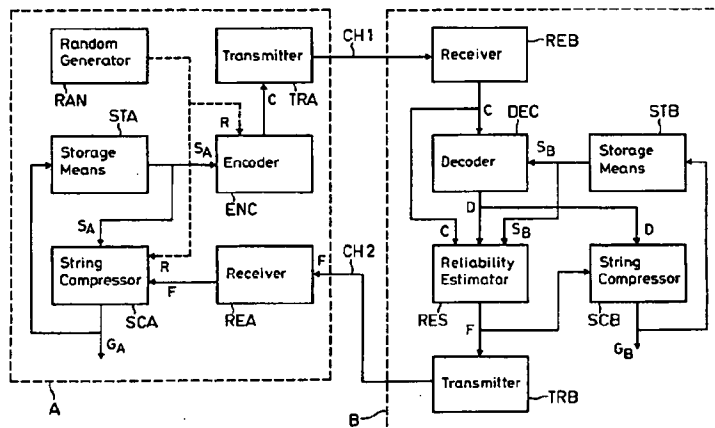 Random
Generator
RAN
Transmitter
TRA
CH1
Receiver
REB
C
C
DEC
STB
STA
R
Storage
Means
SA
Encoder
ENC
Decoder
SB
Storage
Means
SA
D
D
C
SB
String
Compressor
SCA
R
F
Receiver
REA
F
CH2
Reliability
Estimator
RES
String
Compressor
SCB
GA
F
GB
A
B
Transmitter
TRB